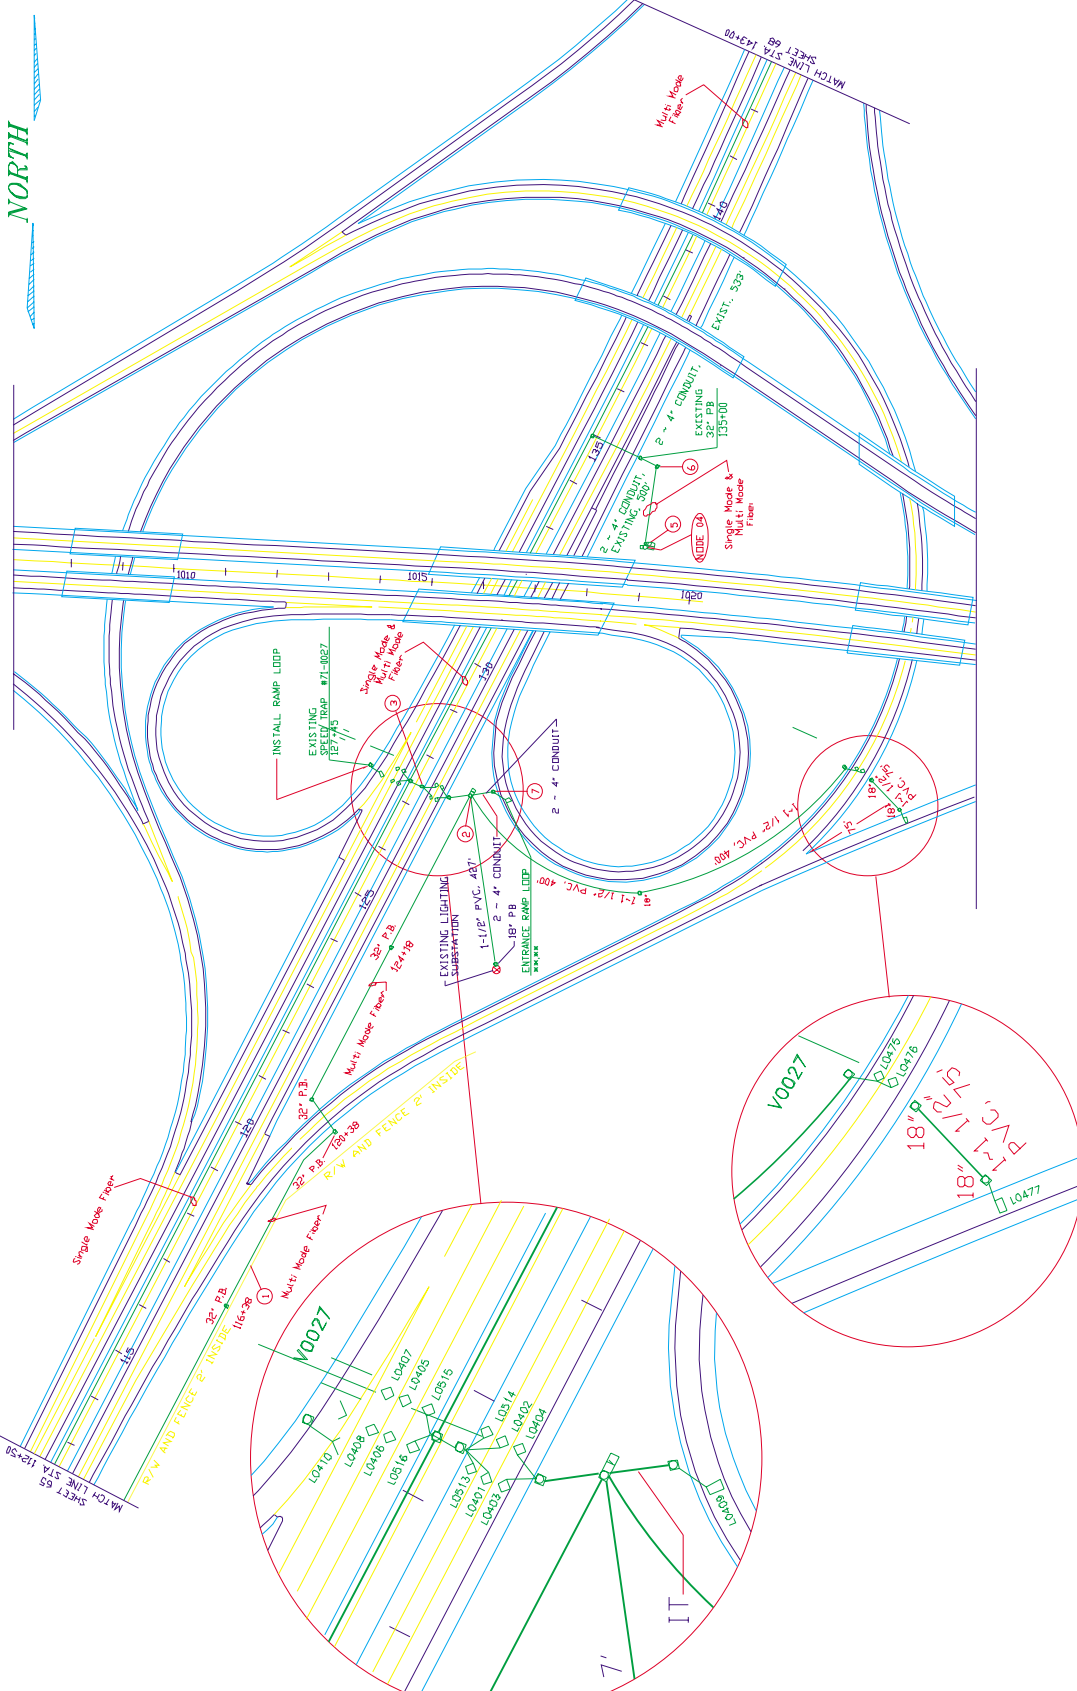 NORTH
MATCH LINE STA 143+00
SHEET 68
Multi Mode
Fiber
140
EXIST., 533'
2 - 4" CONDUIT,
EXISTING
32" PB
135+00
135
2 - 4" CONDUIT,
EXISTING, 500'
6
5
NODE 04
Single Mode &
Multi Mode
Fiber
1010
1015
1020
130
Single Mode &
Multi Mode
Fiber
INSTALL RAMP LOOP
EXISTING
SPEED TRAP #71-0027
127+45
3
2
7
2 - 4" CONDUIT
1-1/2" PVC, 427'
2 - 4" CONDUIT
18" PB
EXISTING LIGHTING
SUBSTATION
ENTRANCE RAMP LOOP
**.**
1-1 1/2" PVC, 400'
18"
1-1 1/2" PVC, 400'
18"
1~1 1/2"
PVC, 75'
18"
75'
125
32" P.B.
124+18
Multi Mode Fiber
32" P.B.
120
32" P.B. 120+38
R/W AND FENCE 2' INSIDE
Single Mode Fiber
Multi Mode Fiber
1
32" P.B.
116+38
115
R/W AND FENCE 2' INSIDE
MATCH LINE STA 112+50
SHEET 65
V0027
L0475
L0476
18"
18"
1~1 1/2"
PVC, 75'
L0477
V0027
L0407
L0405
L0515
L0410
L0408
L0406
L0516
L0514
L0402
L0404
L0513
L0401
L0403
L0409
IT
7'